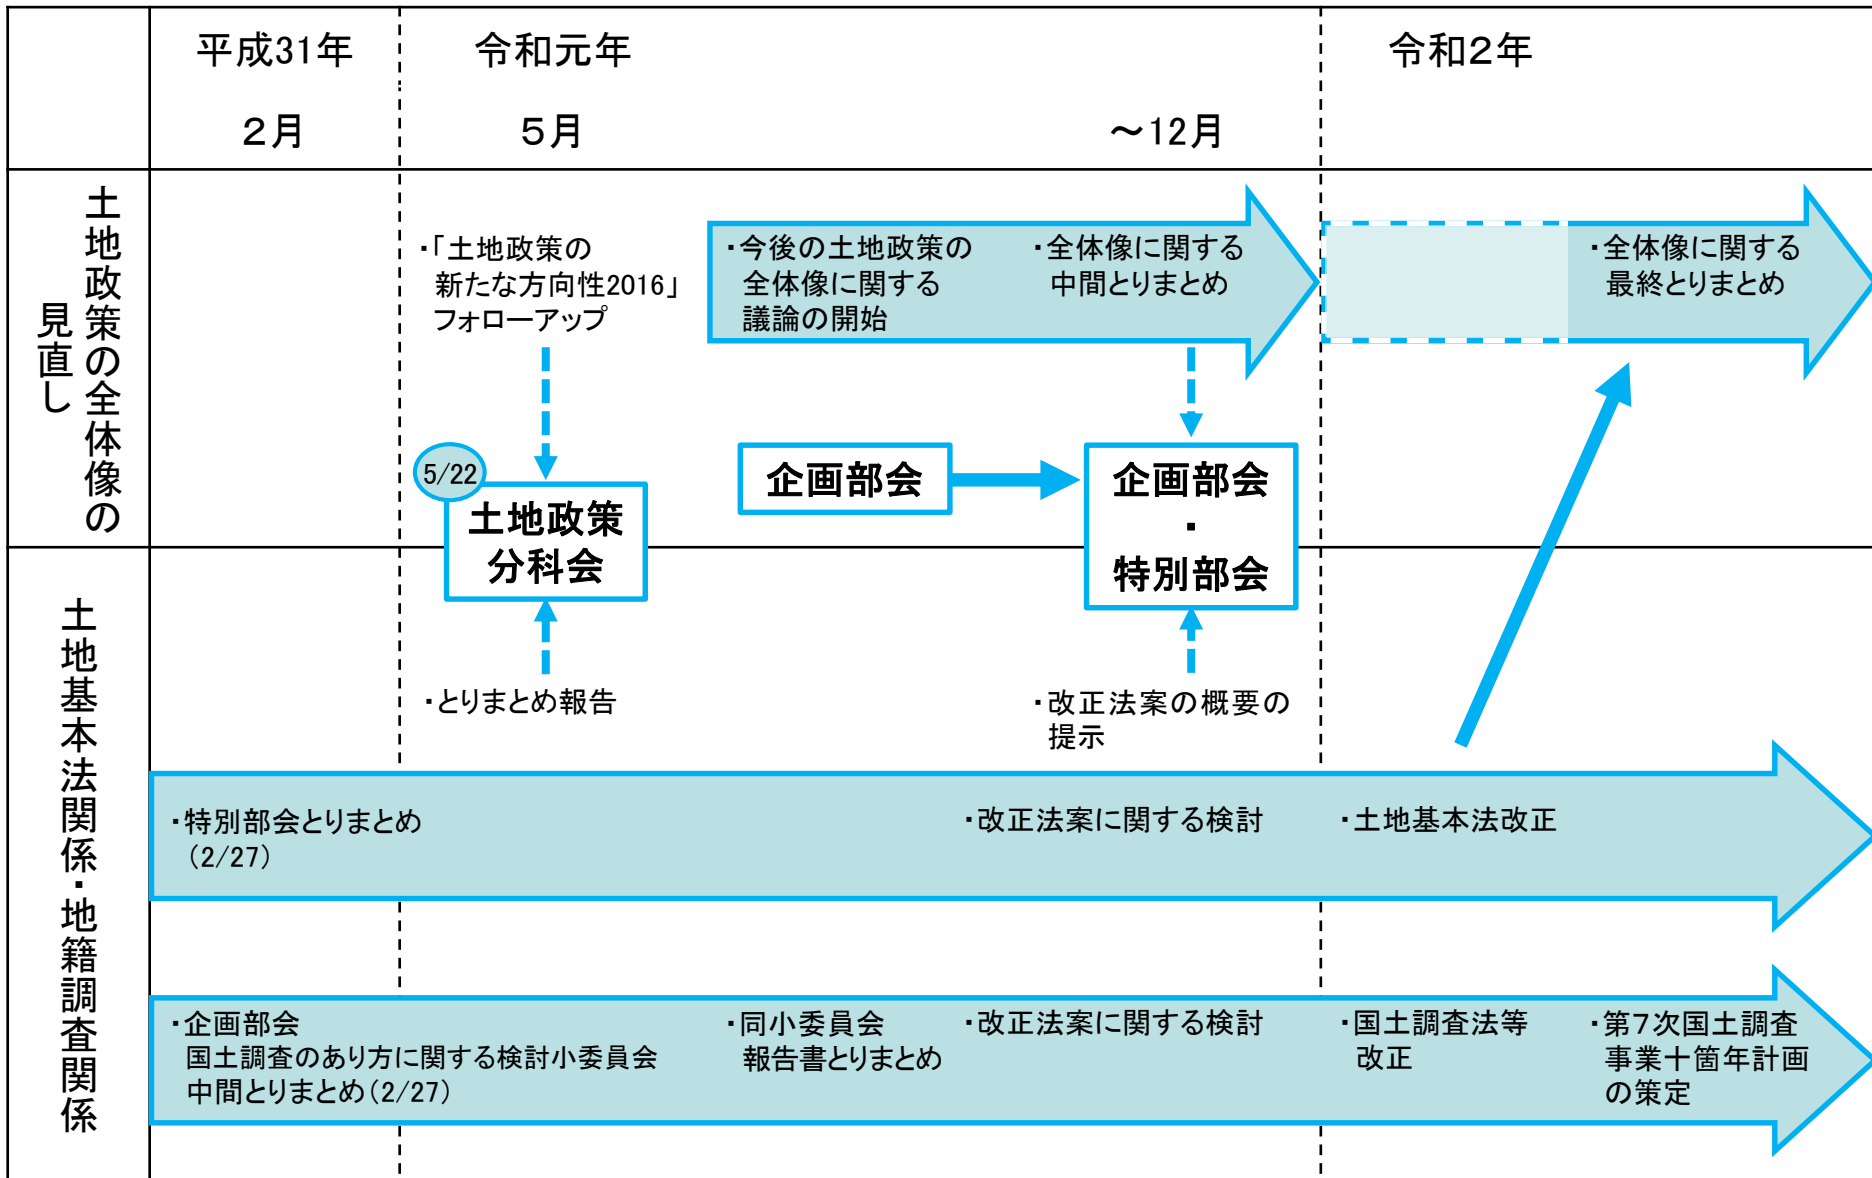 平成31年
令和元年
令和２年
２月
５月
～12月
土地政策の全体像の
見直し
・「土地政策の
新たな方向性2016」
フォローアップ
・今後の土地政策の
全体像に関する
議論の開始
・全体像に関する
中間とりまとめ
・全体像に関する
最終とりまとめ
5/22
土地政策
分科会
企画部会
企画部会
・
特別部会
土地基本法関係・地籍調査関係
・とりまとめ報告
・改正法案の概要の
提示
・特別部会とりまとめ
（2/27）
・改正法案に関する検討
・土地基本法改正
・企画部会
国土調査のあり方に関する検討小委員会
中間とりまとめ（2/27）
・同小委員会
報告書とりまとめ
・改正法案に関する検討
・国土調査法等
改正
・第７次国土調査
事業十箇年計画
の策定